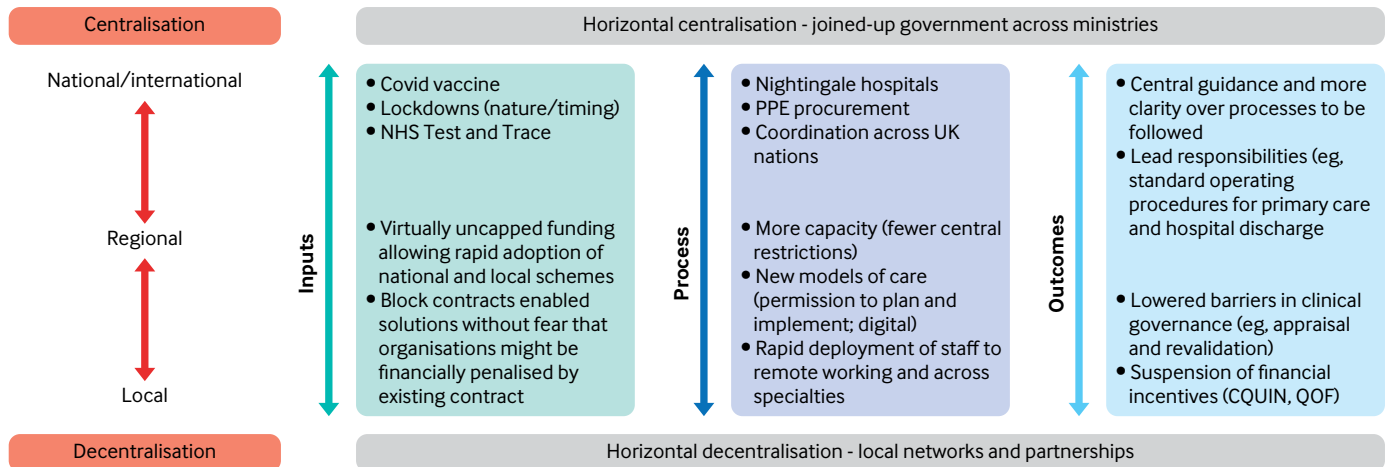 Centralisation
Horizontal centralisation - joined-up government across ministries
National/international
Regional
Local
Inputs
• Covid vaccine
• Lockdowns (nature/timing)
• NHS Test and Trace
• Virtually uncapped funding
allowing rapid adoption of
national and local schemes
• Block contracts enabled
solutions without fear that
organisations might be
financially penalised by
existing contract
Process
• Nightingale hospitals
• PPE procurement
• Coordination across UK
nations
• More capacity (fewer central
restrictions)
• New models of care
(permission to plan and
implement; digital)
• Rapid deployment of staff to
remote working and across
specialties
Outcomes
• Central guidance and more
clarity over processes to be
followed
• Lead responsibilities (eg,
standard operating
procedures for primary care
and hospital discharge
• Lowered barriers in clinical
governance (eg, appraisal
and revalidation)
• Suspension of financial
incentives (CQUIN, QOF)
Decentralisation
Horizontal decentralisation - local networks and partnerships